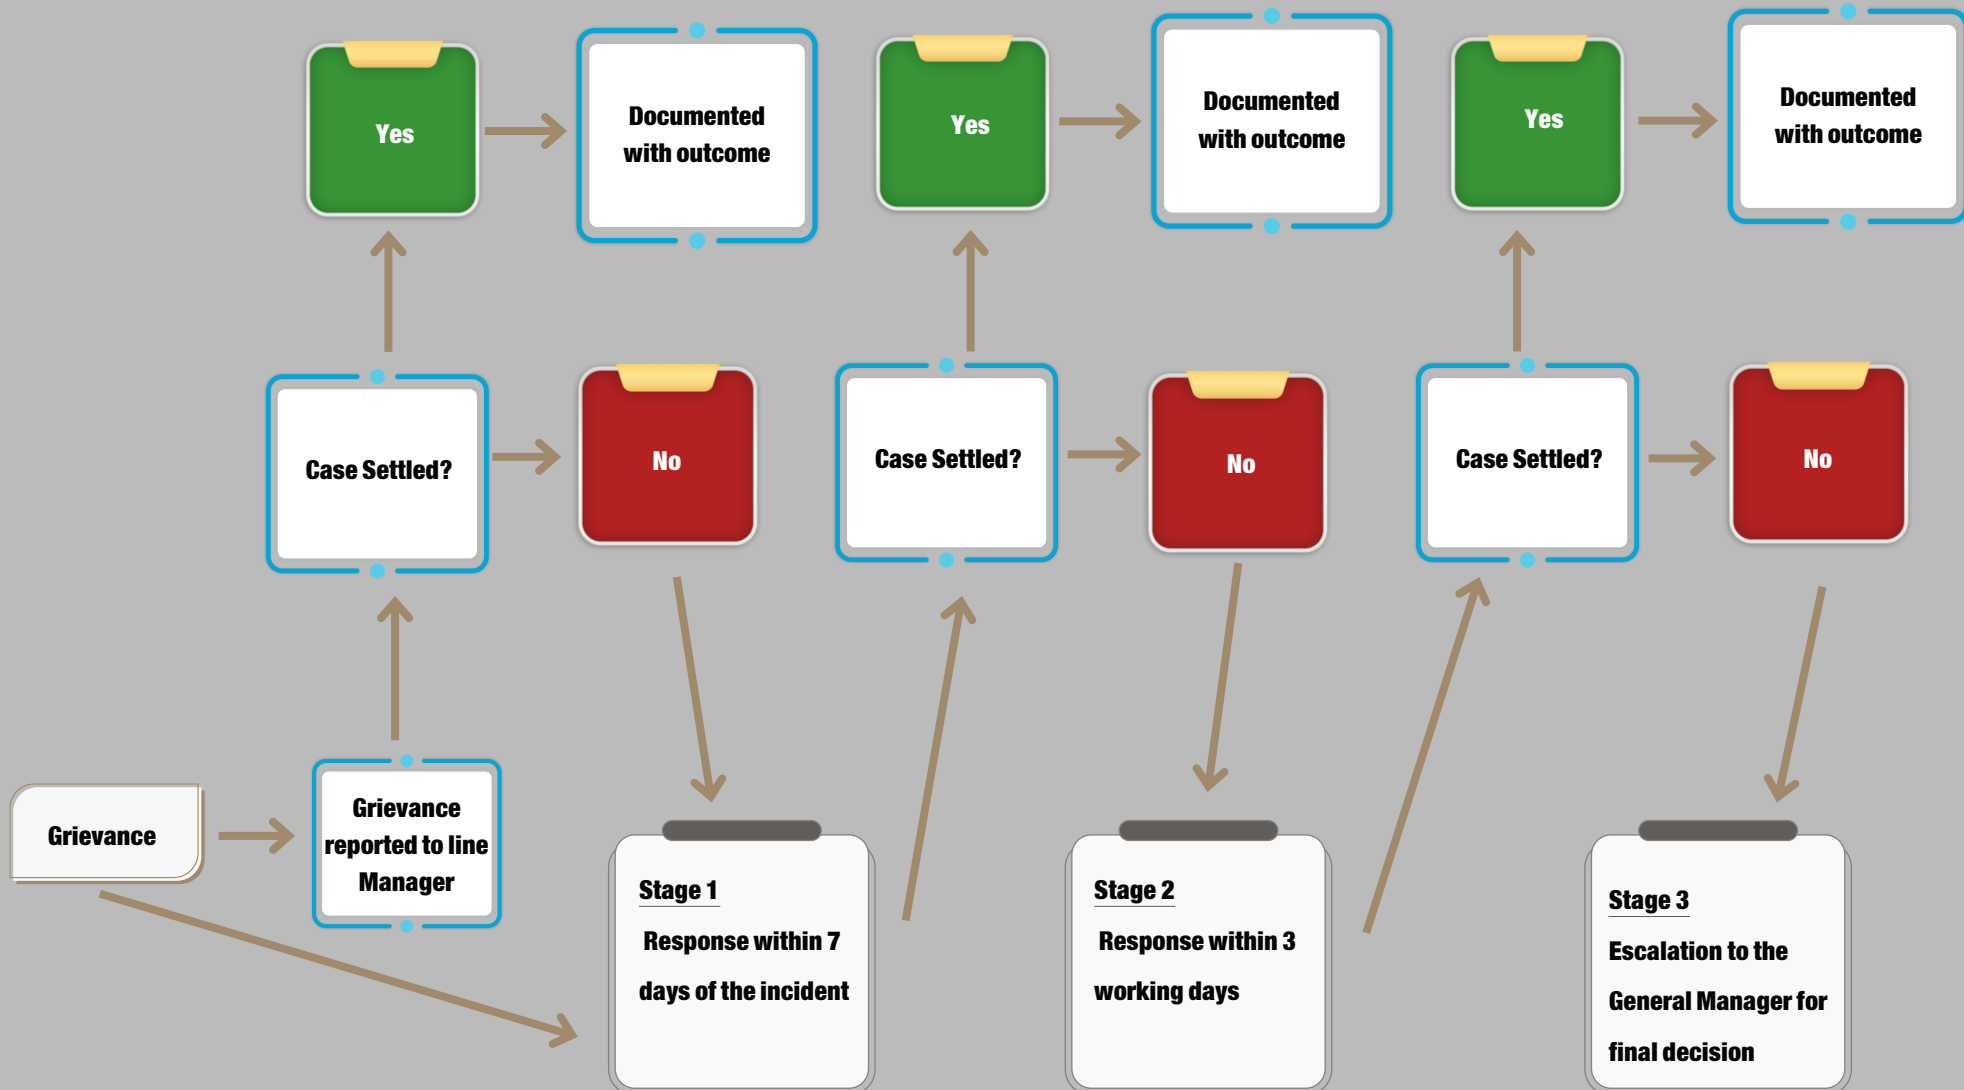 Yes
Documented
with outcome
Yes
Documented
with outcome
Yes
Documented
with outcome
Case Settled?
No
Case Settled?
No
Case Settled?
No
Grievance
Grievance
reported to line
Manager
Stage 1
Response within 7
days of the incident
Stage 2
Response within 3
working days
Stage 3
Escalation to the
General Manager for
final decision